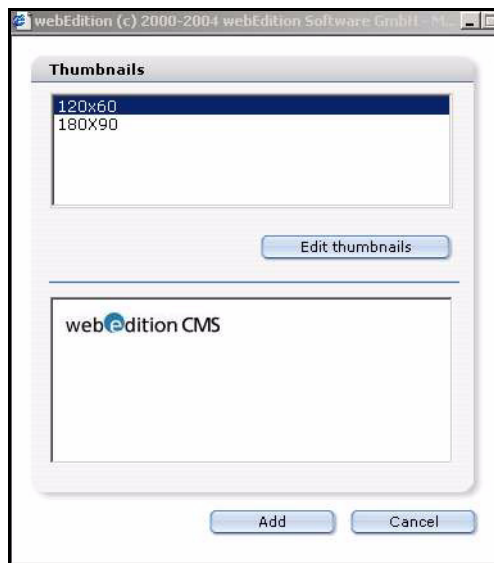 webEdition (c) 2000-2004 webEdition Software GmbH - M...
Thumbnails
120x60
180X90
Edit thumbnails
webedition CMS
Add
Cancel